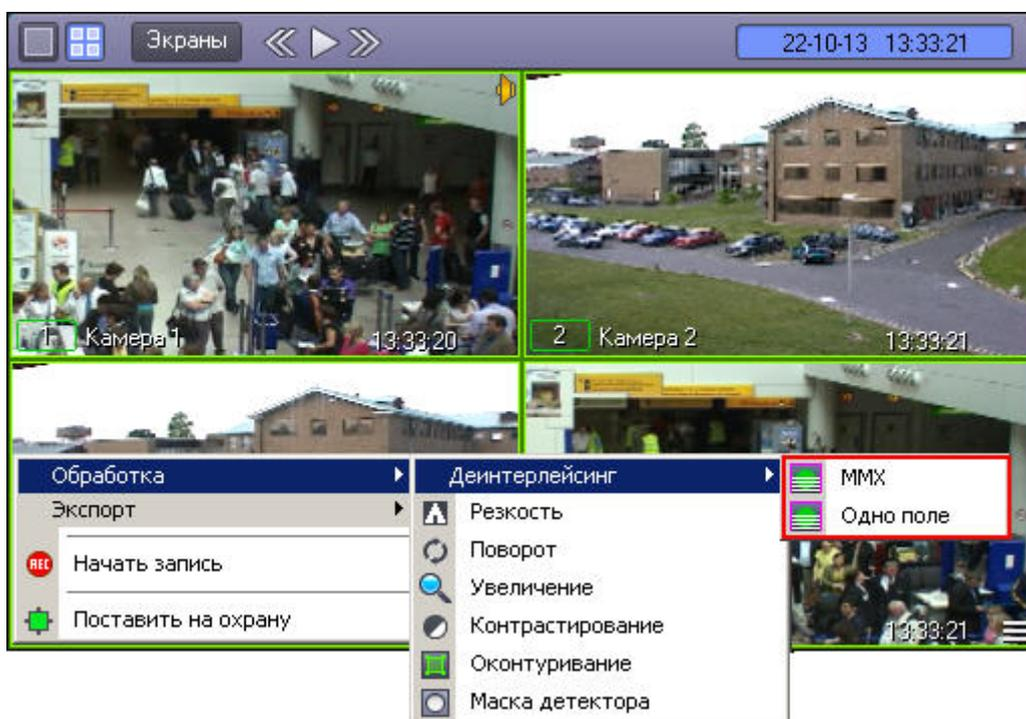 Экраны
22-10-13 13:33:21
1 Камера 1 13:33:20
2 Камера 2 13:33:21
Обработка
Экспорт
Начать запись
Поставить на охрану
REC
Деинтерлейсинг
Резкость
Поворот
Увеличение
Контрастирование
Оконтуривание
Маска детектора
MMX
Одно поле
13:33:21